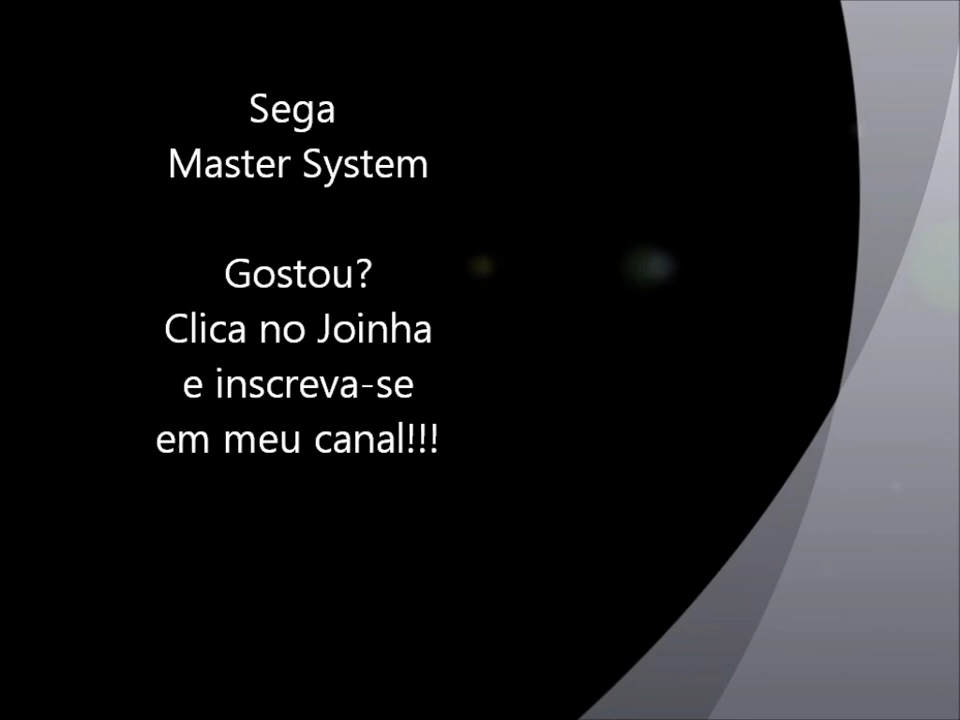 Sega
Master System
Gostou?
Clica no Joinha
e inscreva-se
em meu canal!!!